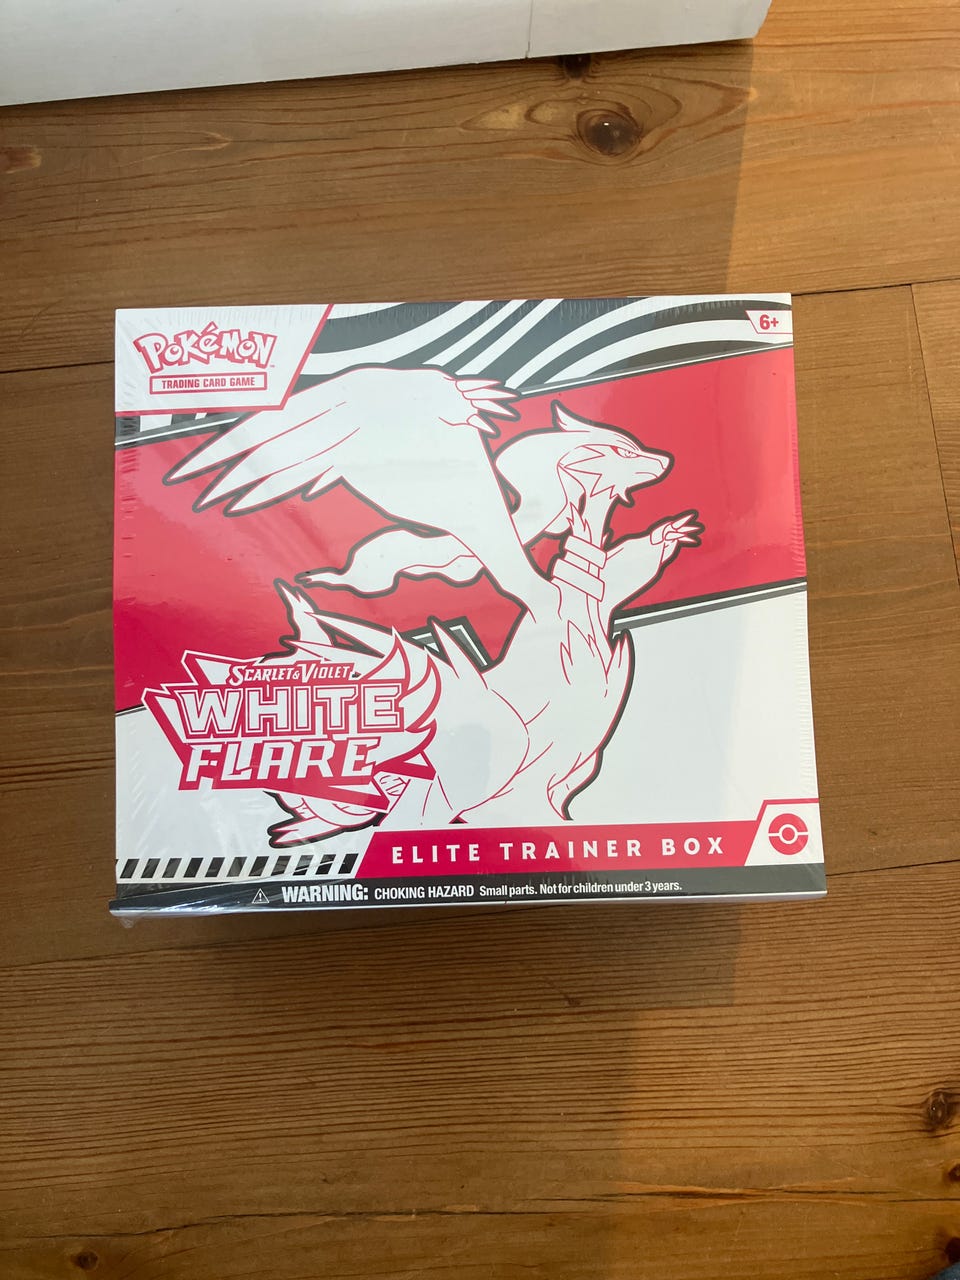 POKéMON
TRADING CARD GAME
6+
SCARLET & VIOLET
WHITE
FLARE
ELITE TRAINER BOX
WARNING: CHOKING HAZARD Small parts. Not for children under 3 years.